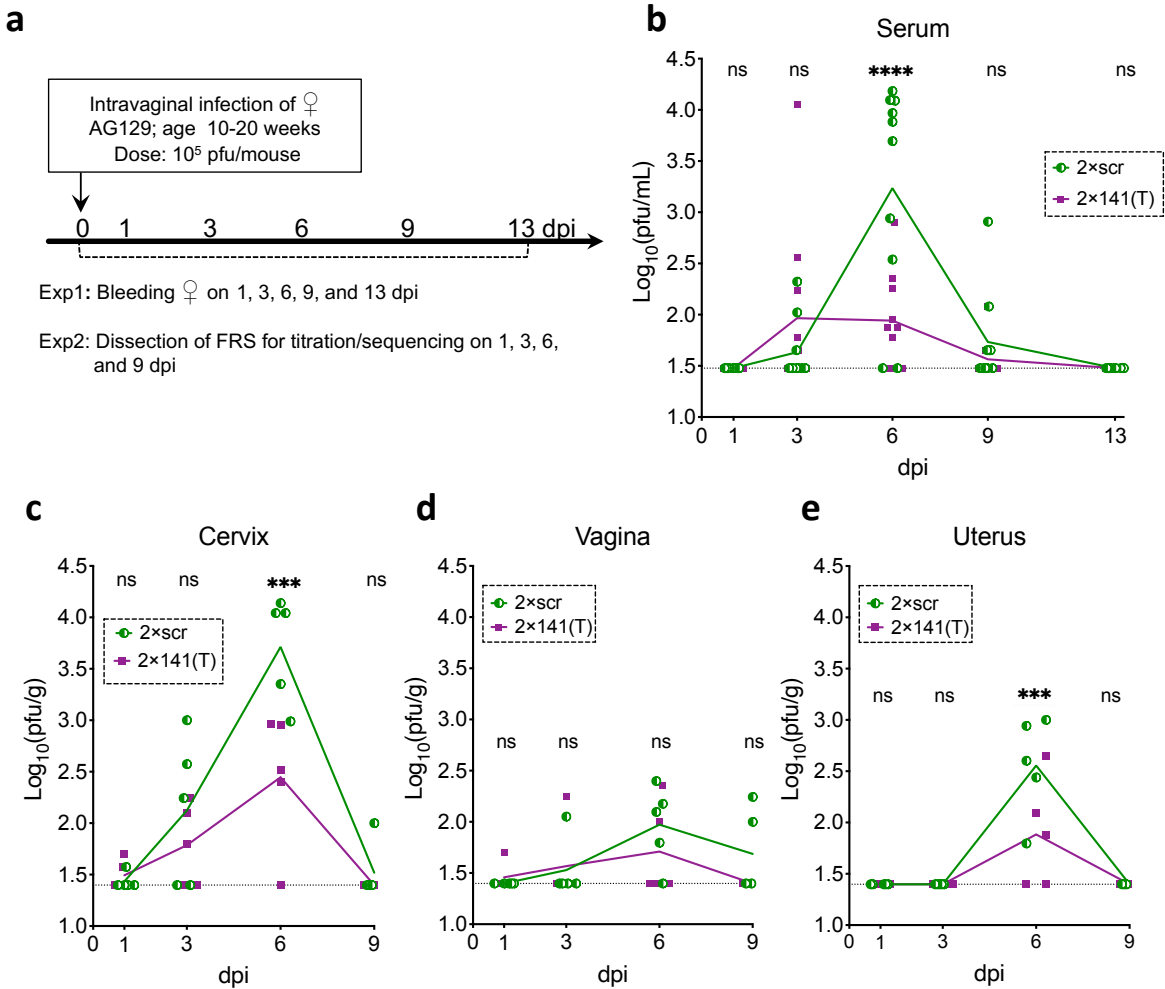 a
Intravaginal infection of ♀
AG129; age 10-20 weeks
Dose: 10⁵ pfu/mouse
0 1 3 6 9 13 dpi
Exp1: Bleeding ♀ on 1, 3, 6, 9, and 13 dpi
Exp2: Dissection of FRS for titration/sequencing on 1, 3, 6,
and 9 dpi
b
Serum
4.5
4.0
3.5
3.0
2.5
2.0
1.5
1.0
Log₁₀(pfu/mL)
ns ns **** ns ns
2×scr
2×141(T)
0 1 3 6 9 13
dpi
c
Cervix
4.5
4.0
3.5
3.0
2.5
2.0
1.5
1.0
Log₁₀(pfu/g)
ns ns *** ns
2×scr
2×141(T)
0 1 3 6 9
dpi
d
Vagina
4.5
4.0
3.5
3.0
2.5
2.0
1.5
1.0
Log₁₀(pfu/g)
2×scr
2×141(T)
ns ns ns ns
0 1 3 6 9
dpi
e
Uterus
4.5
4.0
3.5
3.0
2.5
2.0
1.5
1.0
Log₁₀(pfu/g)
2×scr
2×141(T)
ns ns *** ns
0 1 3 6 9
dpi